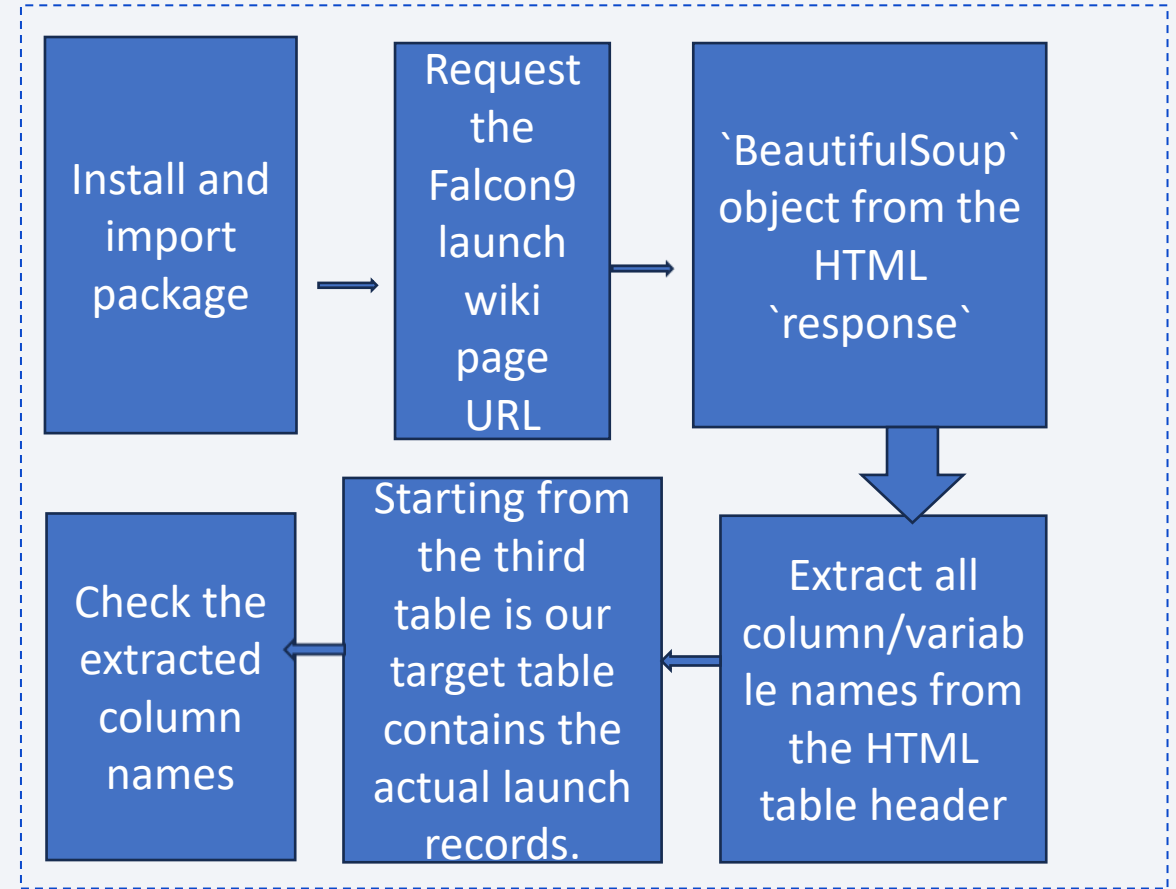 Install and
import
package
Request
the
Falcon9
launch
wiki
page
URL
`BeautifulSoup`
object from the
HTML
`response`
Extract all
column/variab
le names from
the HTML
table header
Starting from
the third
table is our
target table
contains the
actual launch
records.
Check the
extracted
column
names